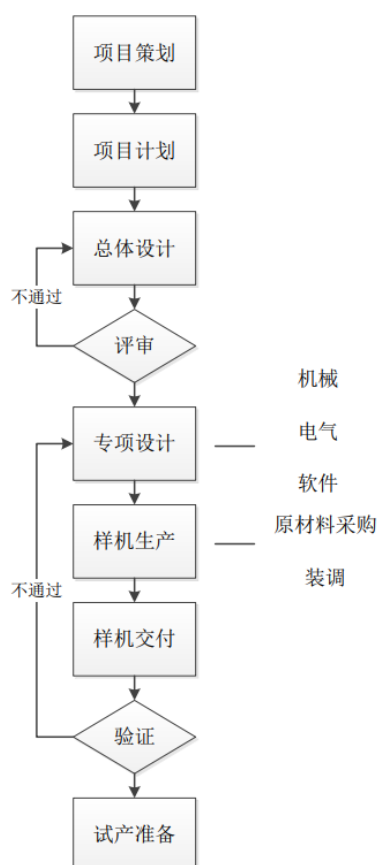 项目策划
项目计划
总体设计
不通过
评审
机械
专项设计
电气
软件
样机生产
原材料采购
装调
不通过
样机交付
验证
试产准备